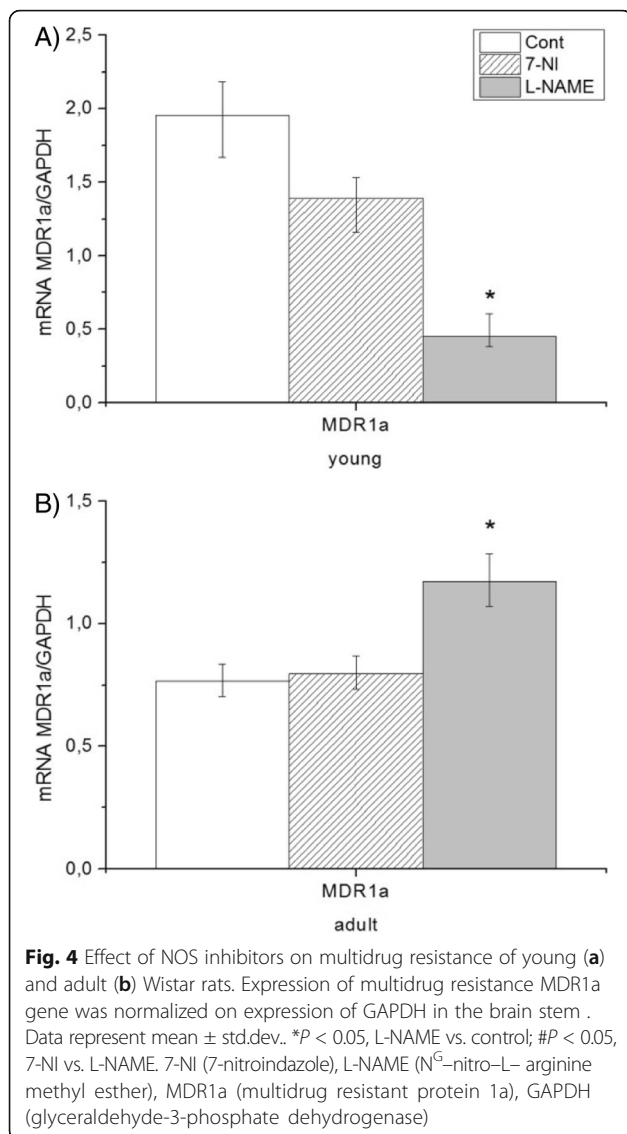 A)
2,5
2,0
1,5
1,0
0,5
0,0
mRNA MDR1a/GAPDH
Cont
7-NI
L-NAME
*
MDR1a
young
B)
1,5
1,0
0,5
0,0
mRNA MDR1a/GAPDH
*
MDR1a
adult
Fig. 4 Effect of NOS inhibitors on multidrug resistance of young (a)
and adult (b) Wistar rats. Expression of multidrug resistance MDR1a
gene was normalized on expression of GAPDH in the brain stem .
Data represent mean ± std.dev.. *P < 0.05, L-NAME vs. control; #P < 0.05,
7-NI vs. L-NAME. 7-NI (7-nitroindazole), L-NAME (N^G–nitro–L– arginine
methyl esther), MDR1a (multidrug resistant protein 1a), GAPDH
(glyceraldehyde-3-phosphate dehydrogenase)